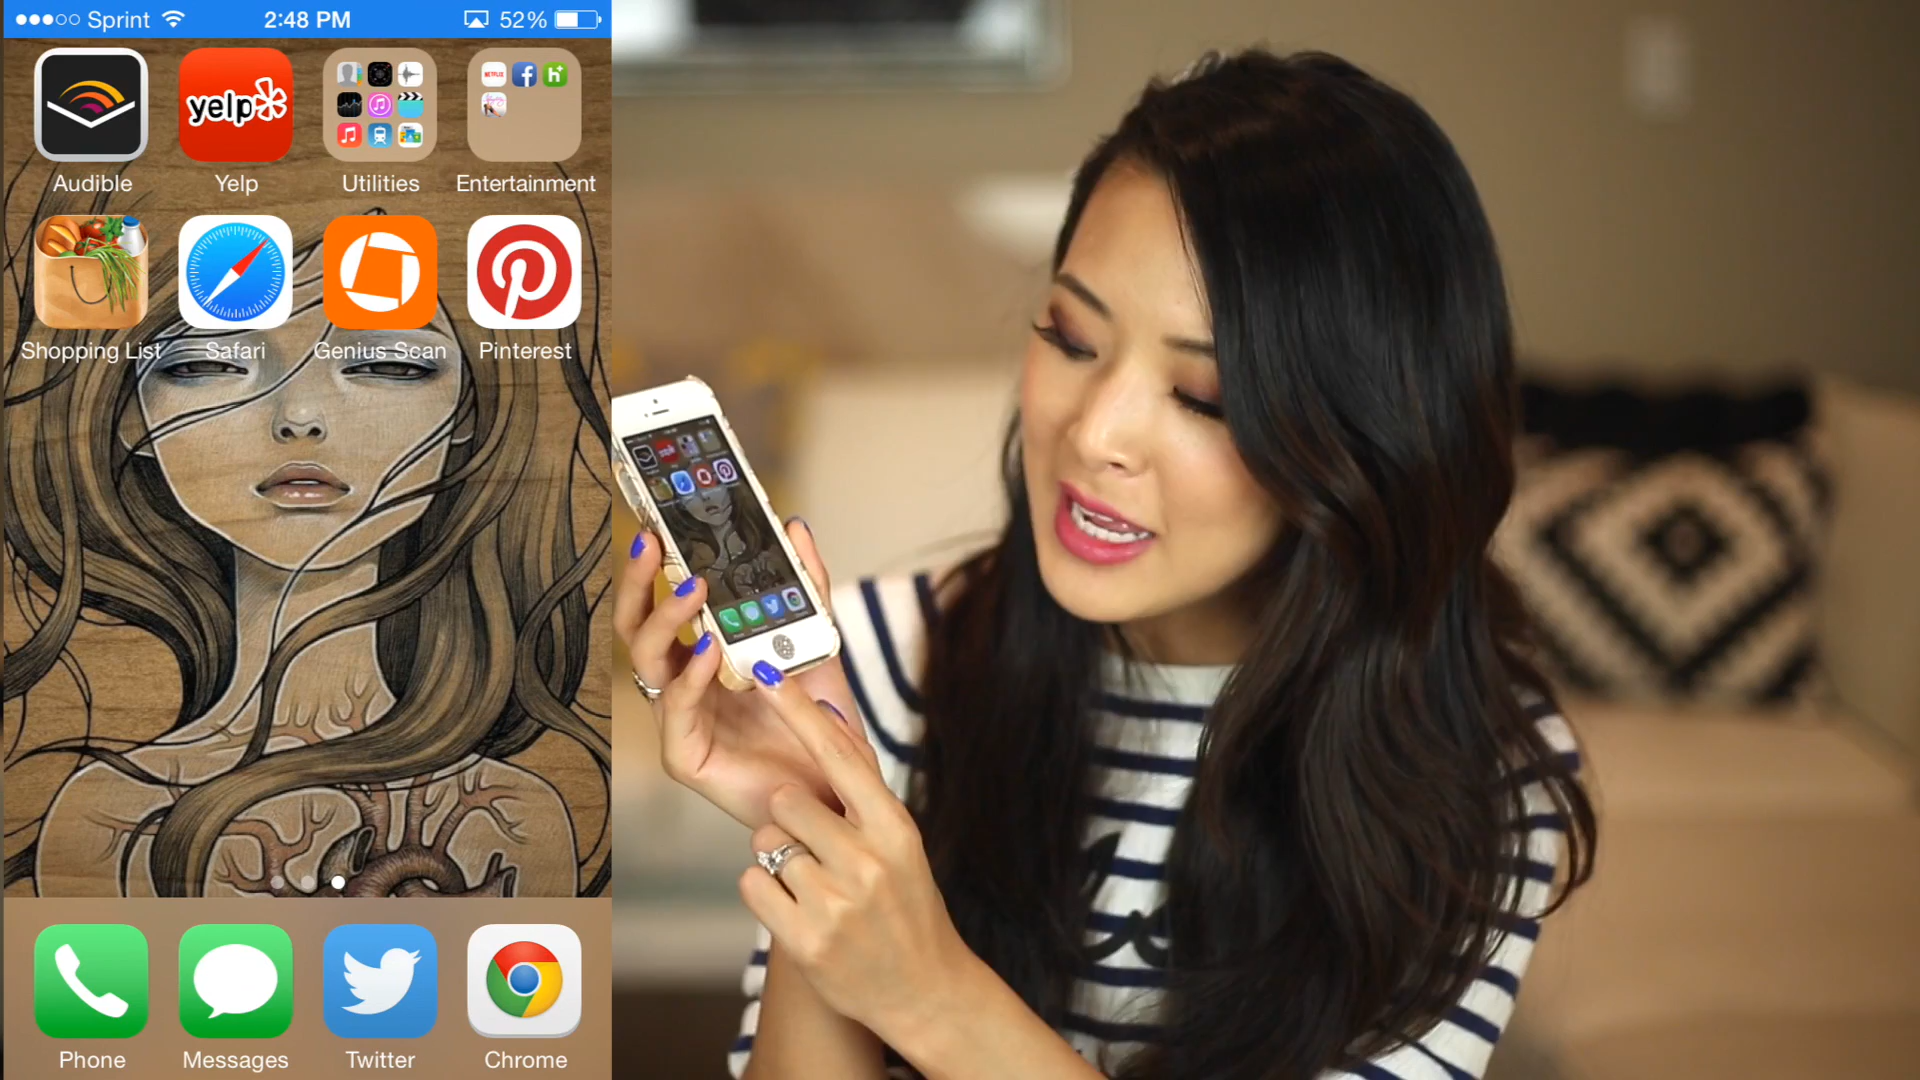 Sprint 2:48 PM 52%
yelp
NETFLIX f h
Audible Yelp Utilities Entertainment
Shopping List Safari Genius Scan Pinterest
Phone Messages Twitter Chrome